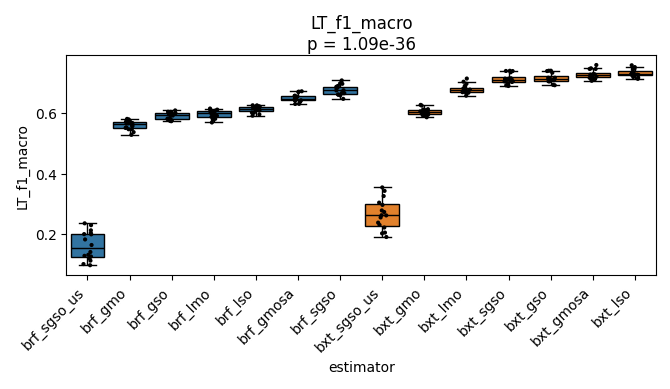 LT_f1_macro
p = 1.09e-36
LT_f1_macro
0.6
0.4
0.2
brf_sgso_us
brf_gmo
brf_gso
brf_lmo
brf_lso
brf_gmosa
brf_sgso
bxt_sgso_us
bxt_gmo
bxt_lmo
bxt_sgso
bxt_gso
bxt_gmosa
bxt_lso
estimator